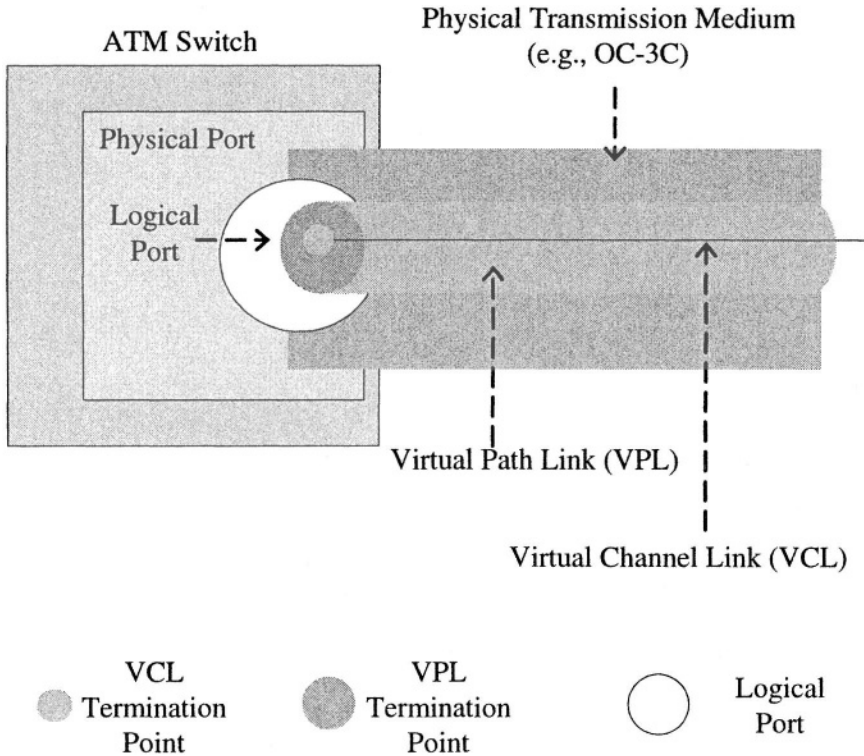 Physical Transmission Medium
(e.g., OC-3C)
ATM Switch
Physical Port
Logical
Port
Virtual Path Link (VPL)
Virtual Channel Link (VCL)
VCL
Termination
Point
VPL
Termination
Point
Logical
Port